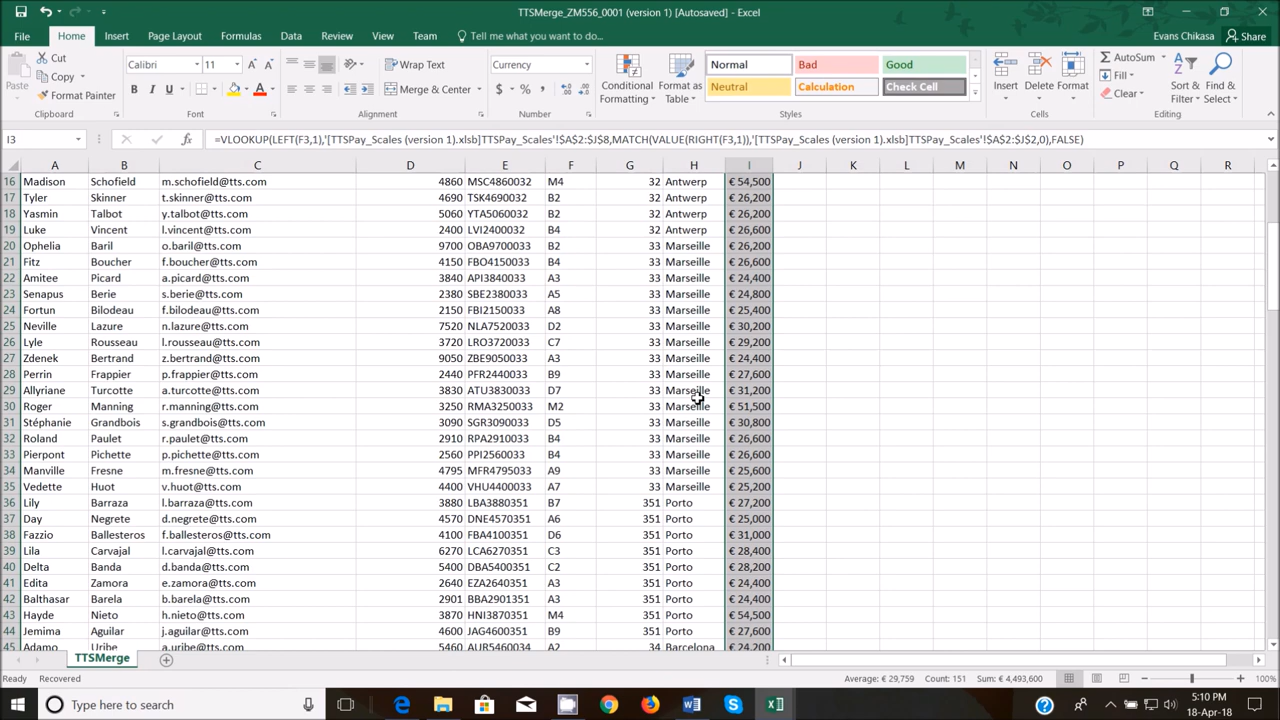 TTSMerge_ZM556_0001 (version 1) [Autosaved] - Excel
File Home Insert Page Layout Formulas Data Review View Team Tell me what you want to do... Evans Chikasa Share
Cut Calibri 11 A A Wrap Text Currency Normal Bad Good AutoSum
Copy Neutral Calculation Check Cell Fill
Paste Format Painter B I U A Merge & Center $ % , Conditional Formatting Format as Table Insert Delete Format Clear Sort & Filter Find & Select
Clipboard Font Alignment Number Styles Cells Editing
I3 fx =VLOOKUP(LEFT(F3,1),'[TTSPay_Scales (version 1).xlsb]TTSPay_Scales'!$A$2:$J$8,MATCH(VALUE(RIGHT(F3,1)),'[TTSPay_Scales (version 1).xlsb]TTSPay_Scales'!$A$2:$J$2,0),FALSE)
A B C D E F G H I J K L M N O P Q R
16 Madison Schofield m.schofield@tts.com 4860 MSC4860032 M4 32 Antwerp € 54,500
17 Tyler Skinner t.skinner@tts.com 4690 TSK4690032 B2 32 Antwerp € 26,200
18 Yasmin Talbot y.talbot@tts.com 5060 YTA5060032 B2 32 Antwerp € 26,200
19 Luke Vincent l.vincent@tts.com 2400 LVI2400032 B4 32 Antwerp € 26,600
20 Ophelia Baril o.baril@tts.com 9700 OBA9700033 B2 33 Marseille € 26,200
21 Fitz Boucher f.boucher@tts.com 4150 FBO4150033 B4 33 Marseille € 26,600
22 Amitee Picard a.picard@tts.com 3840 API3840033 A3 33 Marseille € 24,400
23 Senapus Berie s.berie@tts.com 2380 SBE2380033 A5 33 Marseille € 24,800
24 Fortun Bilodeau f.bilodeau@tts.com 2150 FBI2150033 A8 33 Marseille € 25,400
25 Neville Lazure n.lazure@tts.com 7520 NLA7520033 D2 33 Marseille € 30,200
26 Lyle Rousseau l.rousseau@tts.com 3720 LRO3720033 C7 33 Marseille € 29,200
27 Zdenek Bertrand z.bertrand@tts.com 9050 ZBE9050033 A3 33 Marseille € 24,400
28 Perrin Frappier p.frappier@tts.com 2440 PFR2440033 B9 33 Marseille € 27,600
29 Allyriane Turcotte a.turcotte@tts.com 3830 ATU3830033 D7 33 Marseille € 31,200
30 Roger Manning r.manning@tts.com 3250 RMA3250033 M2 33 Marseille € 51,500
31 Stéphanie Grandbois s.grandbois@tts.com 3090 SGR3090033 D5 33 Marseille € 30,800
32 Roland Paulet r.paulet@tts.com 2910 RPA2910033 B4 33 Marseille € 26,600
33 Pierpont Pichette p.pichette@tts.com 2560 PPI2560033 B4 33 Marseille € 26,600
34 Manville Fresne m.fresne@tts.com 4795 MFR4795033 A9 33 Marseille € 25,600
35 Vedette Huot v.huot@tts.com 4400 VHU4400033 A7 33 Marseille € 25,200
36 Lily Barraza l.barraza@tts.com 3880 LBA3880351 B7 351 Porto € 27,200
37 Day Negrete d.negrete@tts.com 4570 DNE4570351 A6 351 Porto € 25,000
38 Fazzio Ballesteros f.ballesteros@tts.com 4100 FBA4100351 D6 351 Porto € 31,000
39 Lila Carvajal l.carvajal@tts.com 6270 LCA6270351 C3 351 Porto € 28,400
40 Delta Banda d.banda@tts.com 5400 DBA5400351 C2 351 Porto € 28,200
41 Edita Zamora e.zamora@tts.com 2640 EZA2640351 A3 351 Porto € 24,400
42 Balthasar Barela b.barela@tts.com 2901 BBA2901351 A3 351 Porto € 24,400
43 Hayde Nieto h.nieto@tts.com 3870 HNI3870351 M4 351 Porto € 54,500
44 Jemima Aguilar j.aguilar@tts.com 4600 JAG4600351 B9 351 Porto € 27,600
45 Adamo Uribe a.uribe@tts.com 5460 AUR5460034 A2 34 Barcelona € 24,200
TTSMerge
Ready Recovered Average: € 29,759 Count: 151 Sum: € 4,493,600 100%
Type here to search 5:10 PM
18-Apr-18